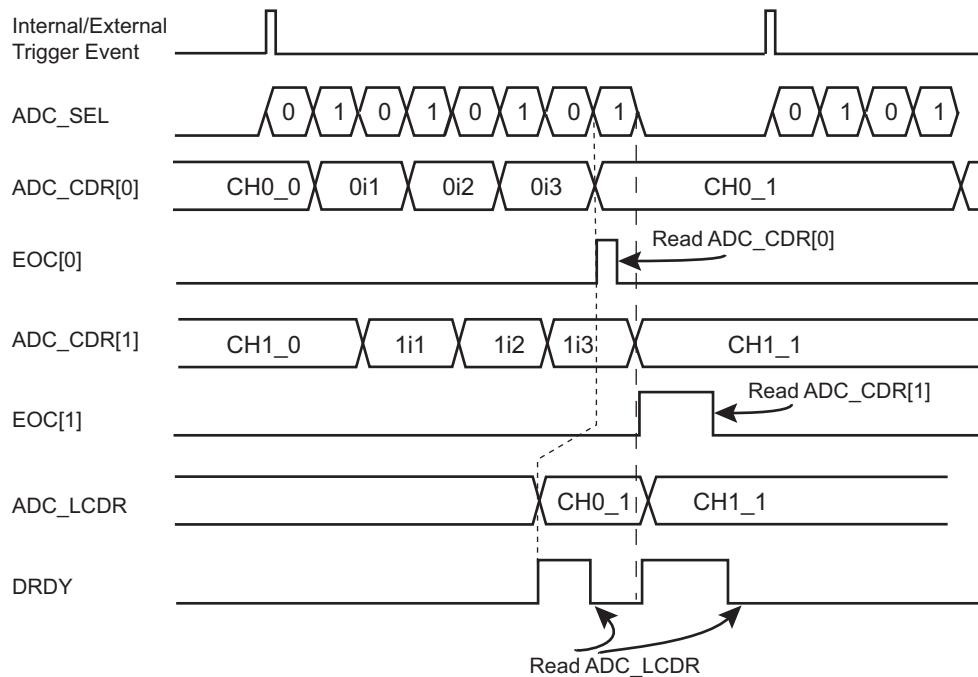 Internal/External
Trigger Event
ADC_SEL 0 1 0 1 0 1 0 1 0 1 0 1
ADC_CDR[0] CH0_0 0i1 0i2 0i3 CH0_1
Read ADC_CDR[0]
EOC[0]
ADC_CDR[1] CH1_0 1i1 1i2 1i3 CH1_1
Read ADC_CDR[1]
EOC[1]
ADC_LCDR CH0_1 CH1_1
DRDY
Read ADC_LCDR